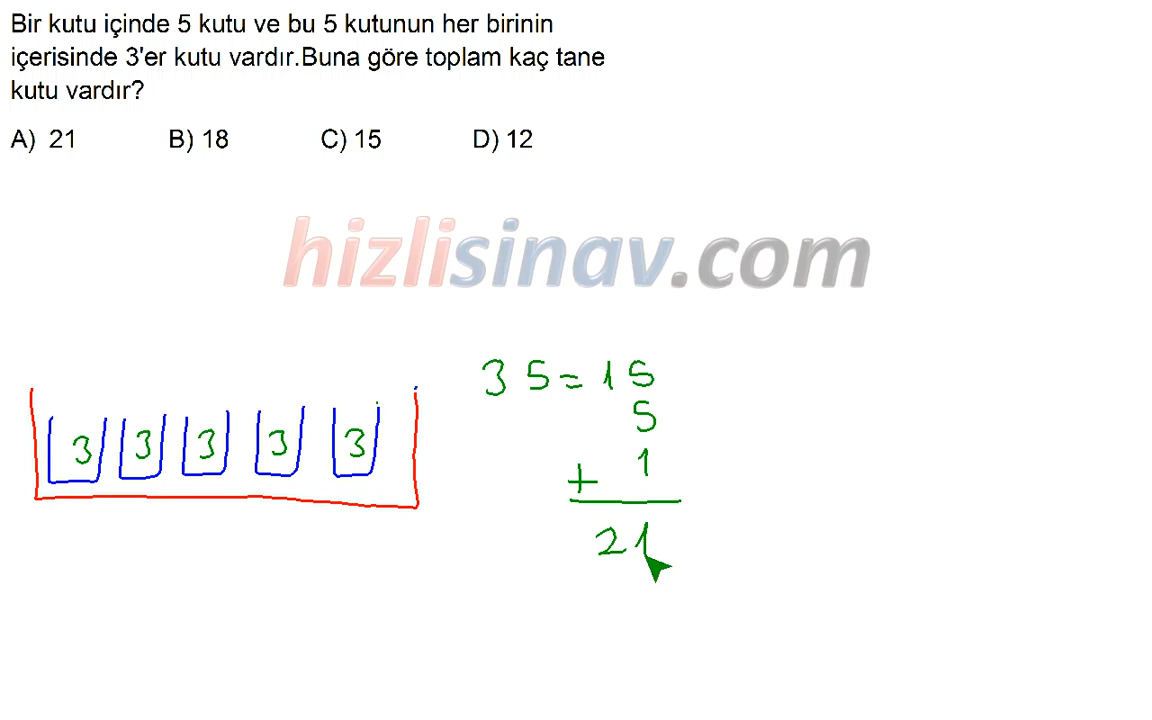 Bir kutu içinde 5 kutu ve bu 5 kutunun her birinin
içerisinde 3'er kutu vardır.Buna göre toplam kaç tane
kutu vardır?
A) 21 B) 18 C) 15 D) 12
hizlisinav.com
3 5 = 15
5
3 3 3 3 3
+ 1
21